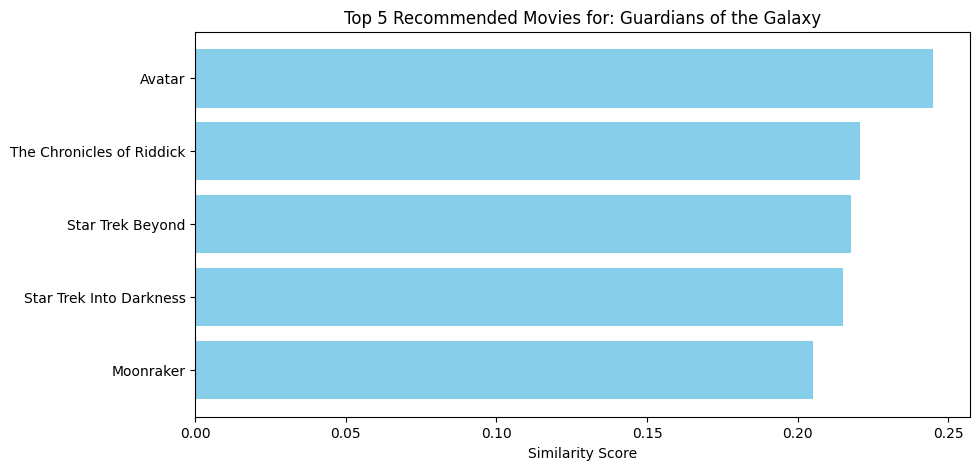 Top 5 Recommended Movies for: Guardians of the Galaxy
Avatar
The Chronicles of Riddick
Star Trek Beyond
Star Trek Into Darkness
Moonraker
0.00 0.05 0.10 0.15 0.20 0.25
Similarity Score